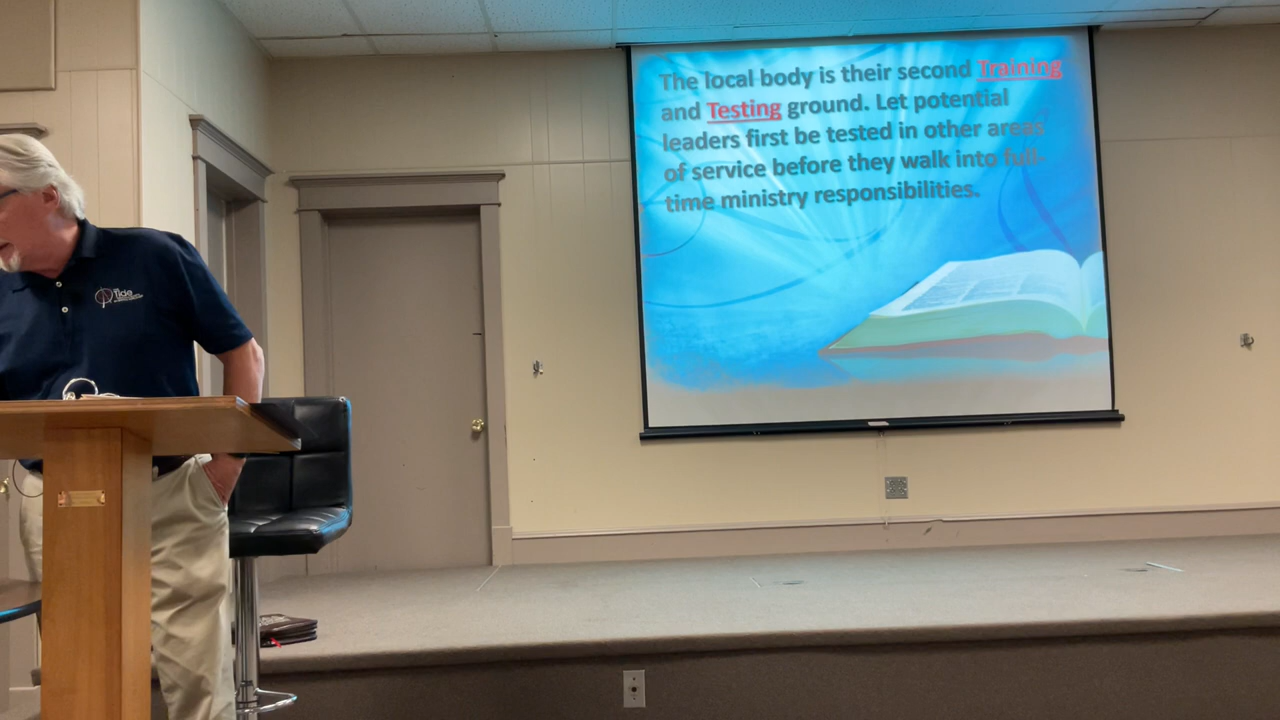 The local body is their second Training
and Testing ground. Let potential
leaders first be tested in other areas
of service before they walk into full-
time ministry responsibilities.
Tide